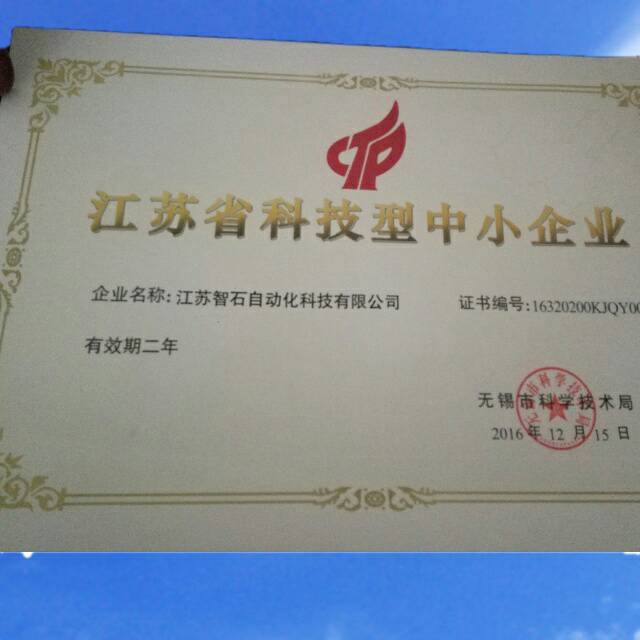 江苏省科技型中小企业
企业名称:江苏智石自动化科技有限公司
证书编号:16320200KJQY00
有效期二年
无锡市科学技术局
2016年12月15日